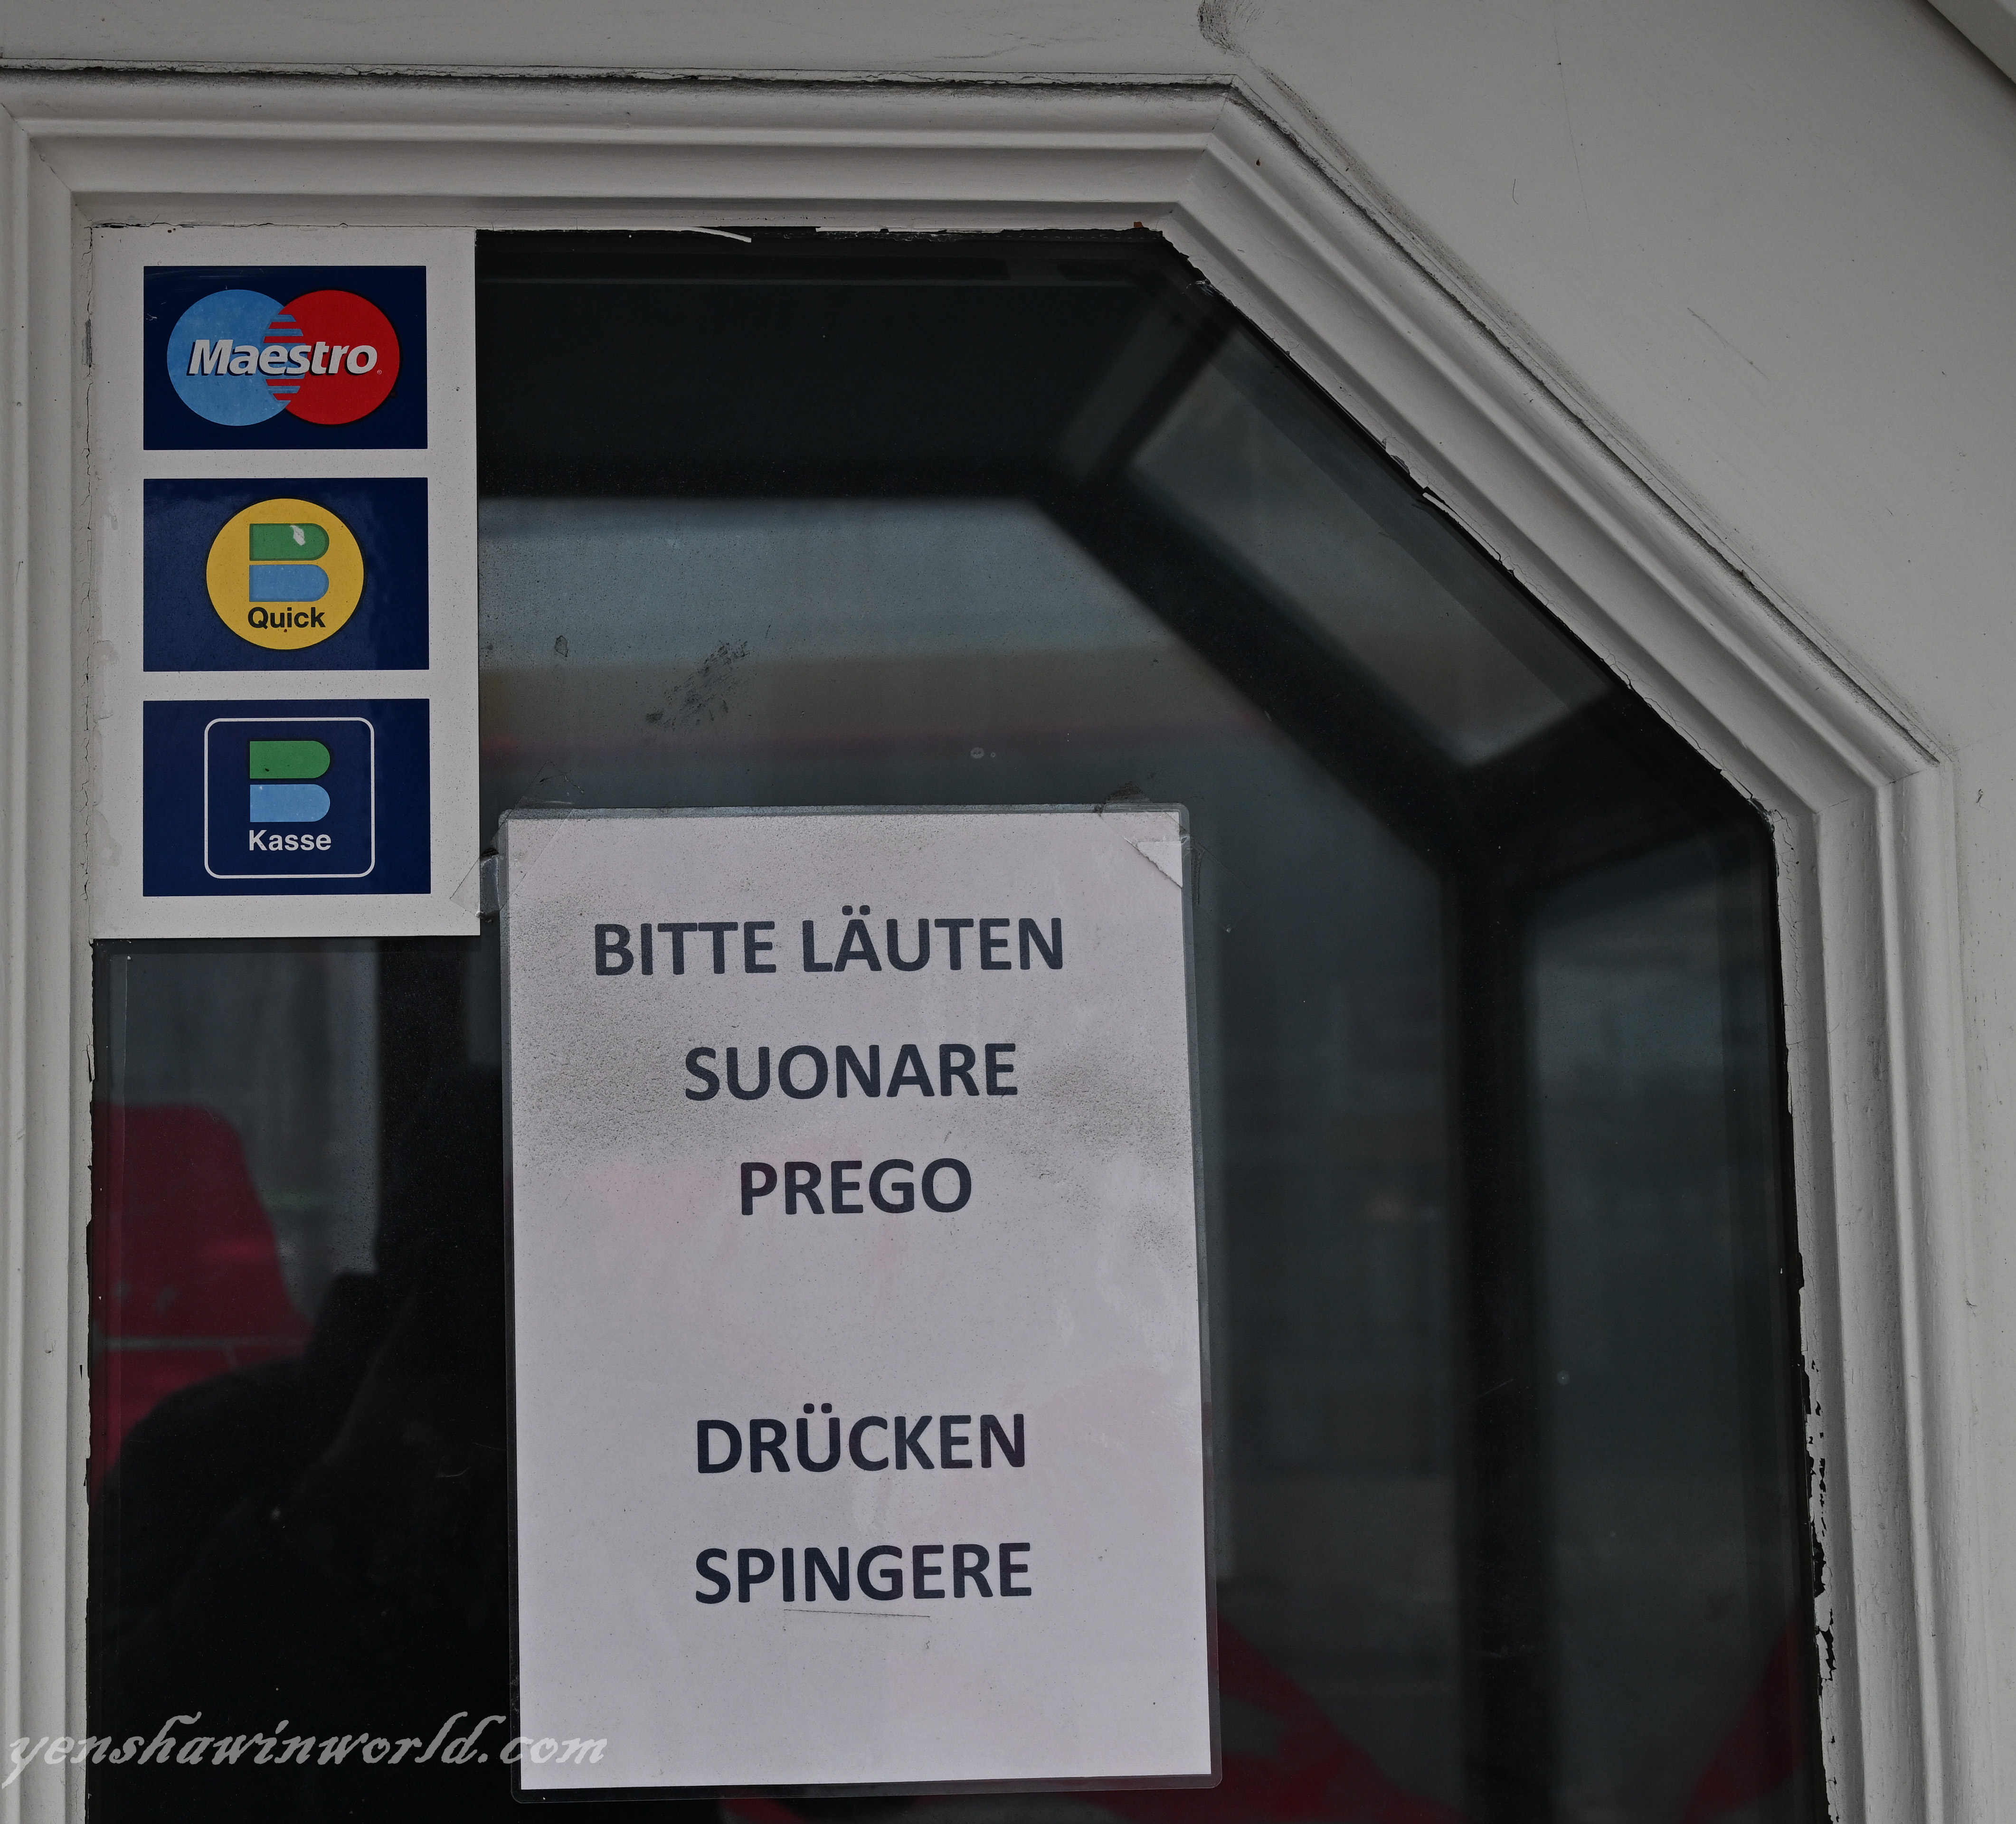 Maestro
Quick
Kasse
BITTE LÄUTEN
SUONARE
PREGO
DRÜCKEN
SPINGERE
yenshawinworld.com